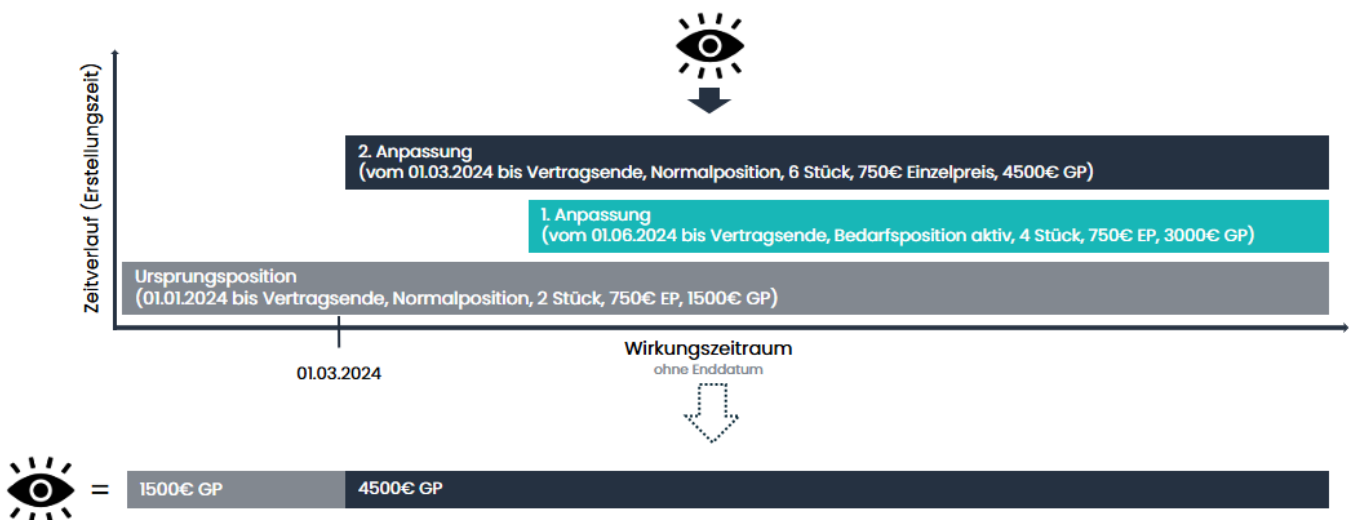 Zeitverlauf (Erstellungszeit)
2. Anpassung
(vom 01.03.2024 bis Vertragsende, Normalposition, 6 Stück, 750€ Einzelpreis, 4500€ GP)
1. Anpassung
(vom 01.06.2024 bis Vertragsende, Bedarfsposition aktiv, 4 Stück, 750€ EP, 3000€ GP)
Ursprungsposition
(01.01.2024 bis Vertragsende, Normalposition, 2 Stück, 750€ EP, 1500€ GP)
Wirkungszeitraum
ohne Enddatum
01.03.2024
= 1500€ GP 4500€ GP